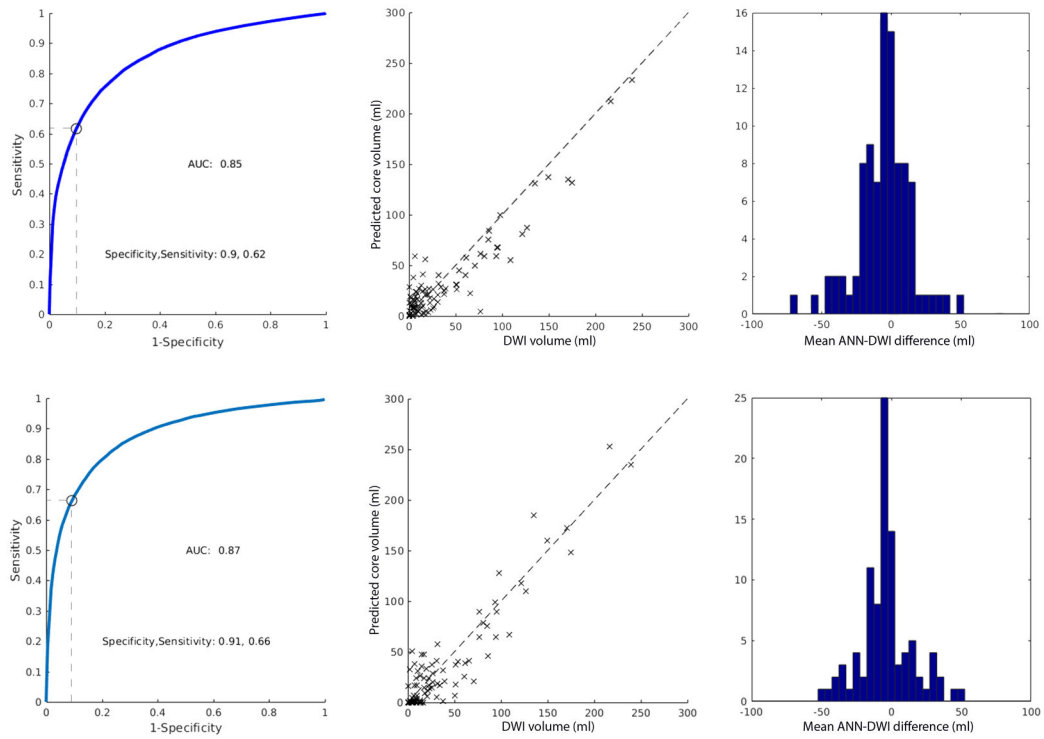 1
0.9
0.8
0.7
0.6
0.5
0.4
0.3
0.2
0.1
0
Sensitivity
AUC: 0.85
Specificity,Sensitivity: 0.9, 0.62
0 0.2 0.4 0.6 0.8 1
1-Specificity
300
250
200
150
100
50
0
Predicted core volume (ml)
0 50 100 150 200 250 300
DWI volume (ml)
16
14
12
10
8
6
4
2
0
-100 -50 0 50 100
Mean ANN-DWI difference (ml)
1
0.9
0.8
0.7
0.6
0.5
0.4
0.3
0.2
0.1
0
Sensitivity
AUC: 0.87
Specificity,Sensitivity: 0.91, 0.66
0 0.2 0.4 0.6 0.8 1
1-Specificity
300
250
200
150
100
50
0
Predicted core volume (ml)
0 50 100 150 200 250 300
DWI volume (ml)
25
20
15
10
5
0
-100 -50 0 50 100
Mean ANN-DWI difference (ml)